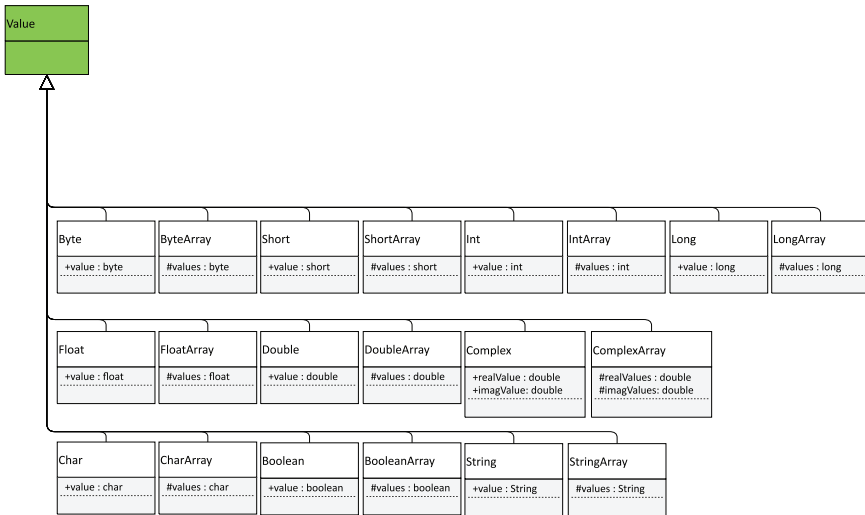 Value
Byte ByteArray Short ShortArray Int IntArray Long LongArray
+value : byte #values : byte +value : short #values : short +value : int #values : int +value : long #values : long
Float FloatArray Double DoubleArray Complex ComplexArray
+value : float #values : float +value : double #values : double +realValue : double #realValues : double
+imagValue: double #imagValues: double
Char CharArray Boolean BooleanArray String StringArray
+value : char #values : char +value : boolean #values : boolean +value : String #values : String